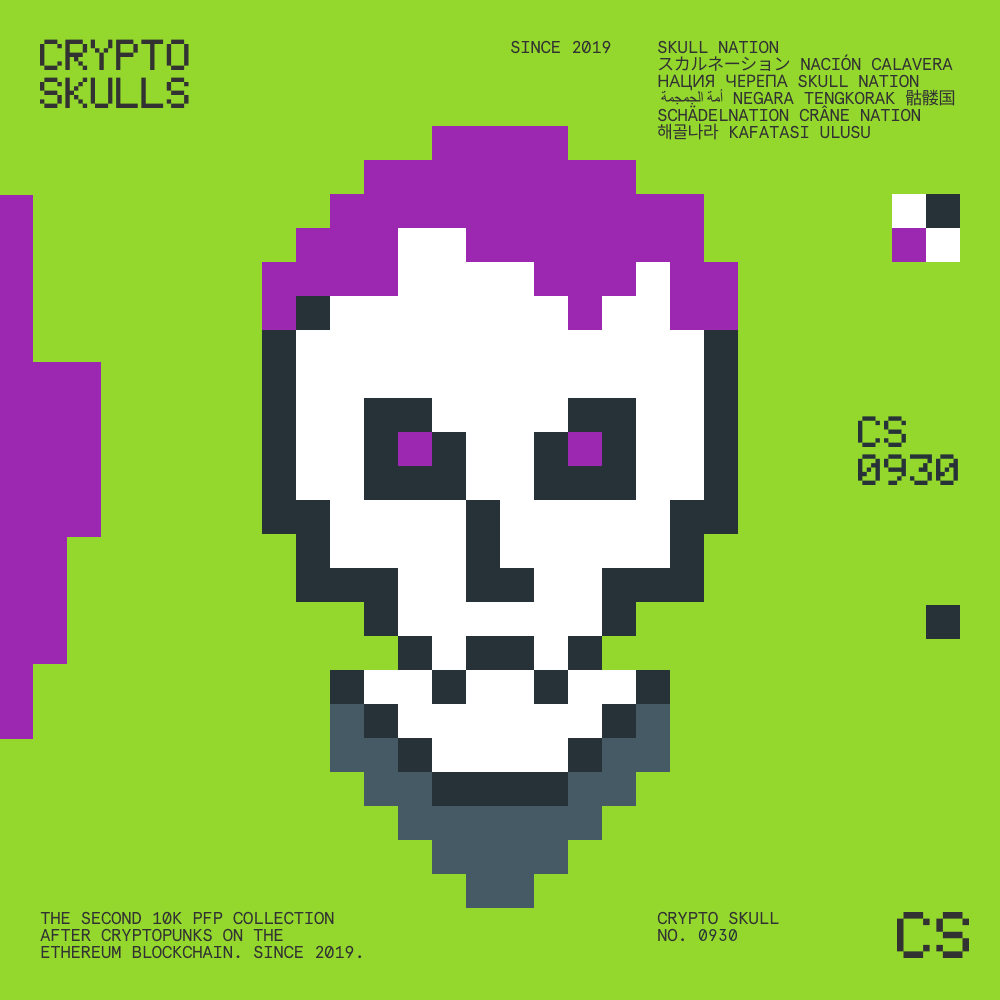 CRYPTO
SKULLS
SINCE 2019
SKULL NATION
スカルネーション NACIÓN CALAVERA
НАЦИЯ ЧЕРЕПА SKULL NATION
أمة الجمجمة NEGARA TENGKORAK 骷髅国
SCHÄDELNATION CRÂNE NATION
해골나라 KAFATASI ULUSU
CS
0930
THE SECOND 10K PFP COLLECTION
AFTER CRYPTOPUNKS ON THE
ETHEREUM BLOCKCHAIN. SINCE 2019.
CRYPTO SKULL
NO. 0930
CS